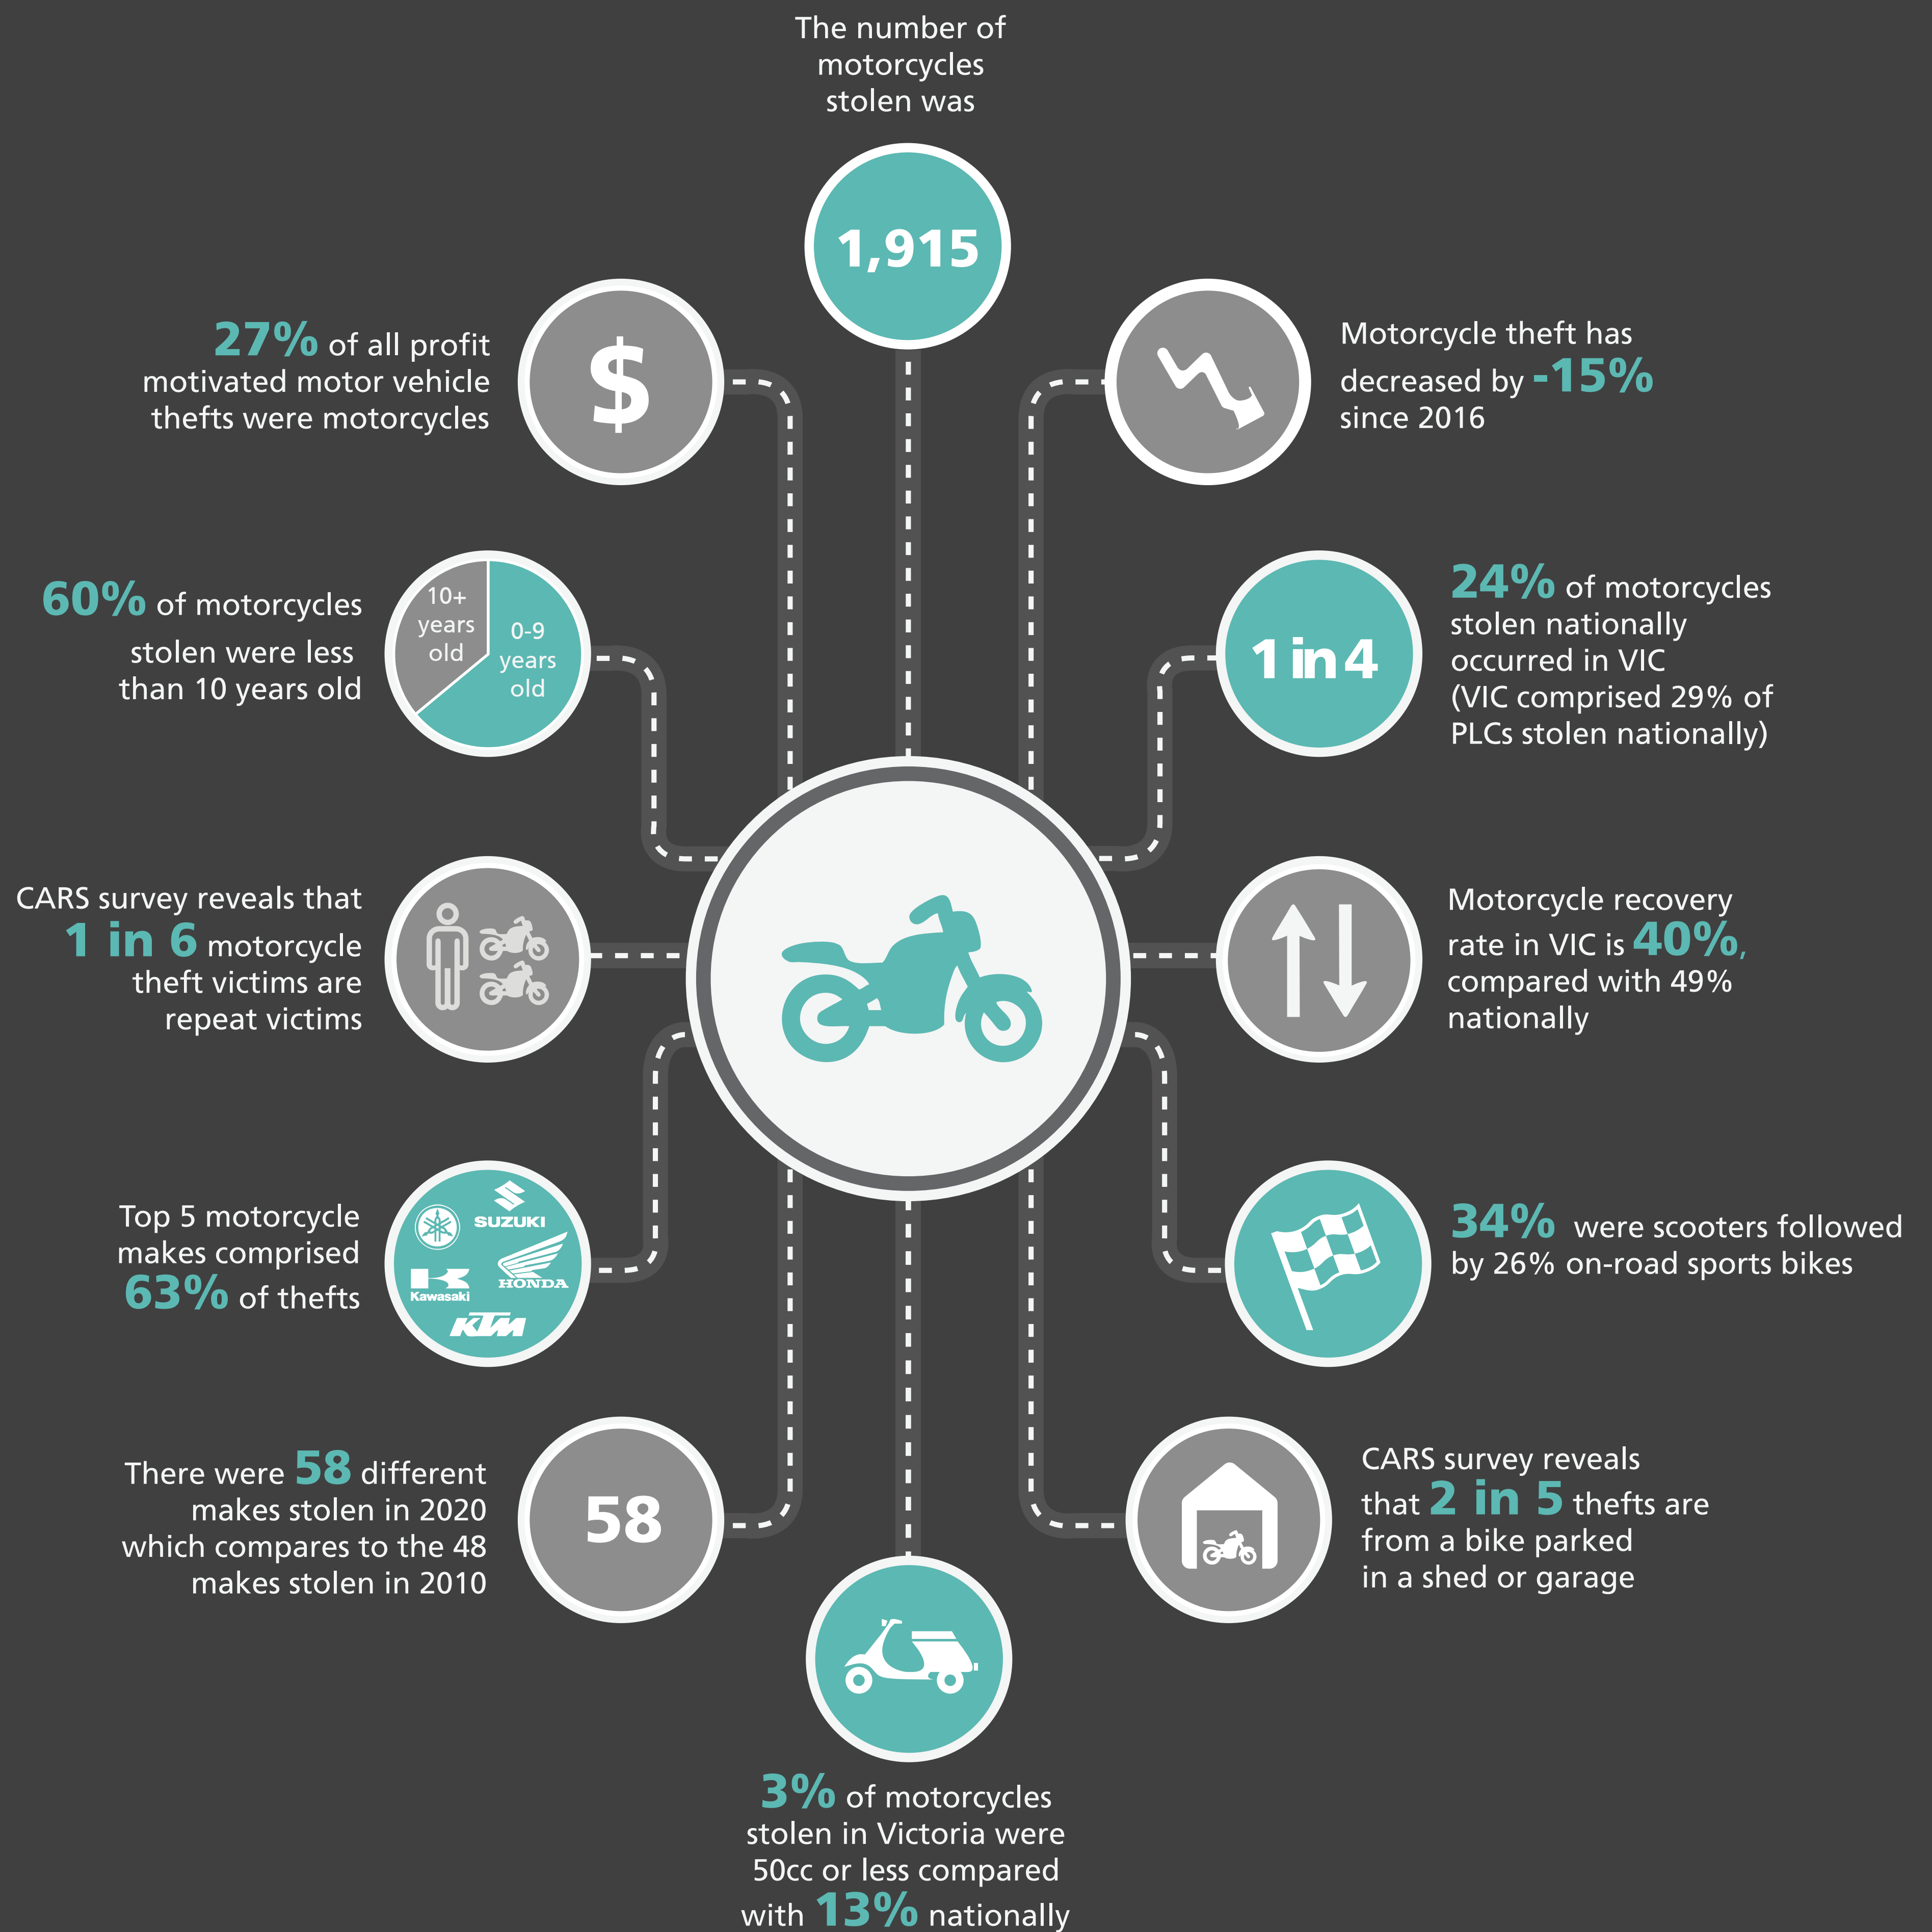 The number of
motorcycles
stolen was
1,915
27% of all profit
motivated motor vehicle
thefts were motorcycles
$
Motorcycle theft has
decreased by -15%
since 2016
60% of motorcycles
stolen were less
than 10 years old
10+
years
old
0-9
years
old
1 in 4
24% of motorcycles
stolen nationally
occurred in VIC
(VIC comprised 29% of
PLCs stolen nationally)
CARS survey reveals that
1 in 6 motorcycle
theft victims are
repeat victims
Motorcycle recovery
rate in VIC is 40%,
compared with 49%
nationally
Top 5 motorcycle
makes comprised
63% of thefts
SUZUKI
HONDA
Kawasaki
KTM
34% were scooters followed
by 26% on-road sports bikes
There were 58 different
makes stolen in 2020
which compares to the 48
makes stolen in 2010
58
CARS survey reveals
that 2 in 5 thefts are
from a bike parked
in a shed or garage
3% of motorcycles
stolen in Victoria were
50cc or less compared
with 13% nationally